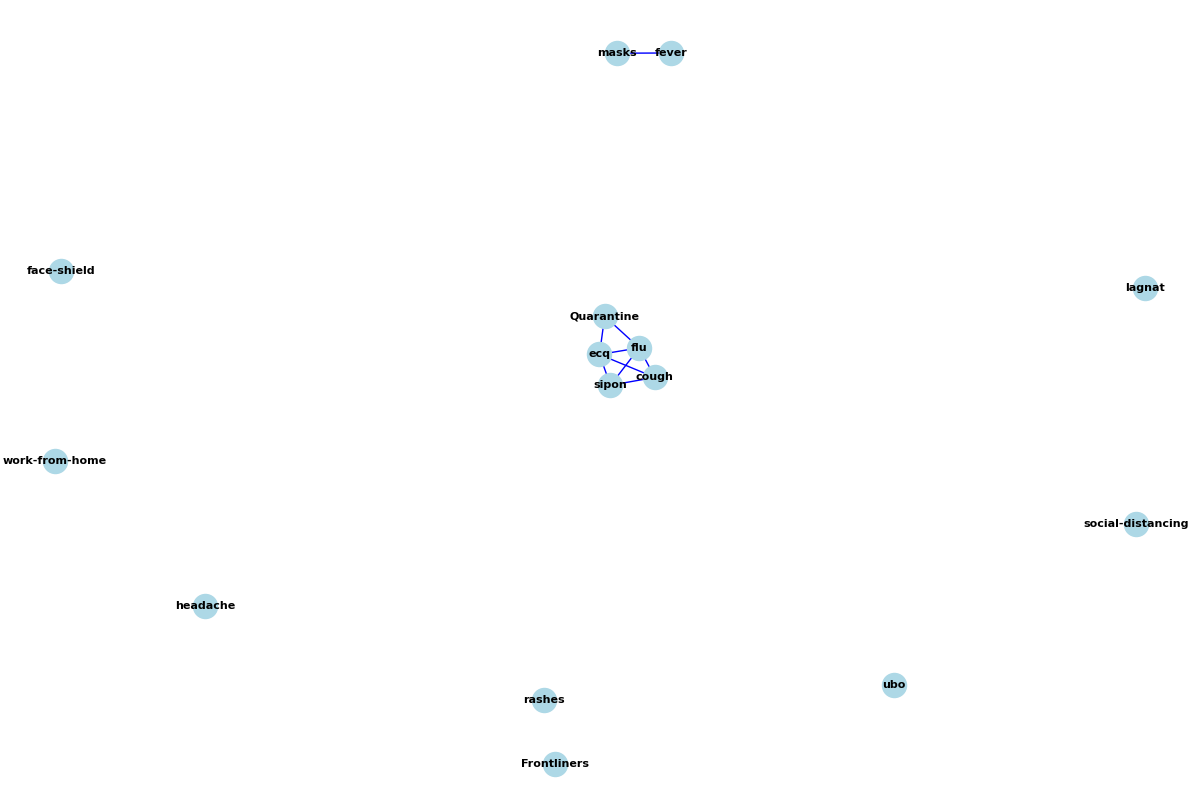 masks
fever
face-shield
lagnat
Quarantine
flu
ecq
cough
sipon
work-from-home
social-distancing
headache
ubo
rashes
Frontliners